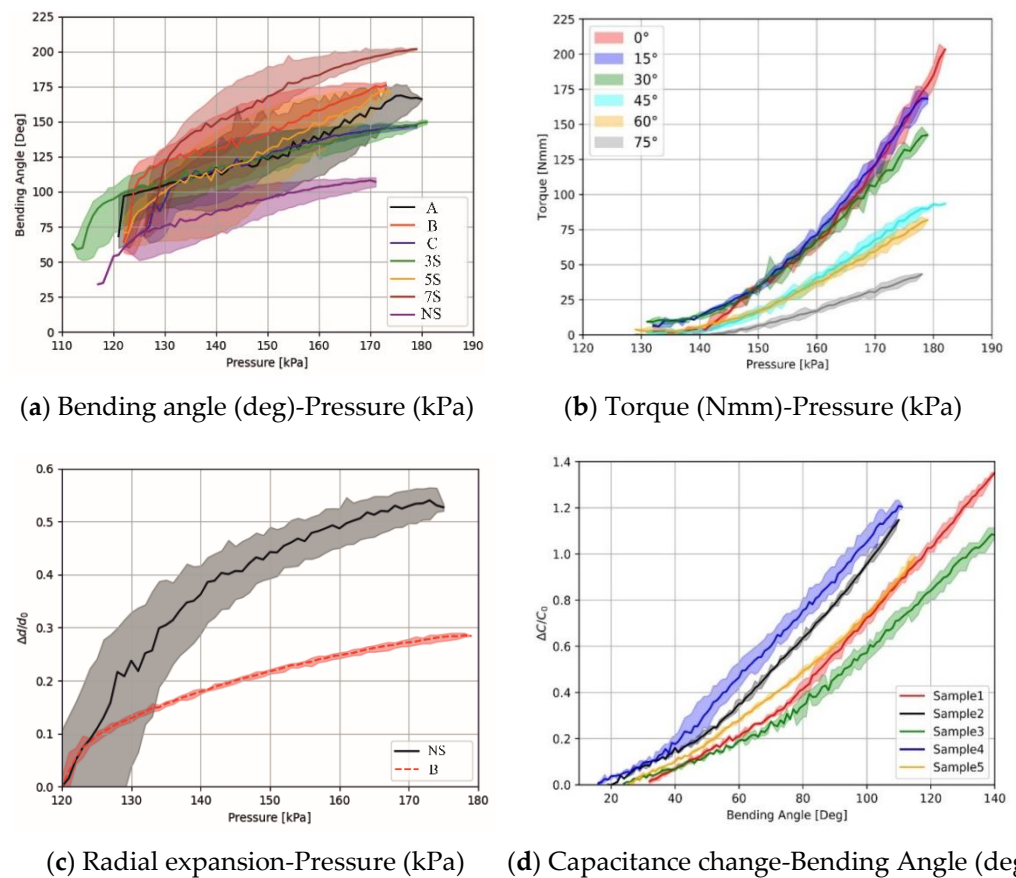 225
200
175
150
125
100
75
50
25
0
Bending Angle [Deg]
A
B
C
3S
5S
7S
NS
110 120 130 140 150 160 170 180 190
Pressure [kPa]
225
200
175
150
125
100
75
50
25
0
Torque [Nmm]
0°
15°
30°
45°
60°
75°
120 130 140 150 160 170 180 190
Pressure [kPa]
(a) Bending angle (deg)-Pressure (kPa)
(b) Torque (Nmm)-Pressure (kPa)
0.6
0.5
0.4
0.3
0.2
0.1
0.0
Δd/d0
NS
B
120 130 140 150 160 170 180
Pressure [kPa]
1.4
1.2
1.0
0.8
0.6
0.4
0.2
0.0
ΔC/C0
Sample1
Sample2
Sample3
Sample4
Sample5
20 40 60 80 100 120 140
Bending Angle [Deg]
(c) Radial expansion-Pressure (kPa)
(d) Capacitance change-Bending Angle (deg